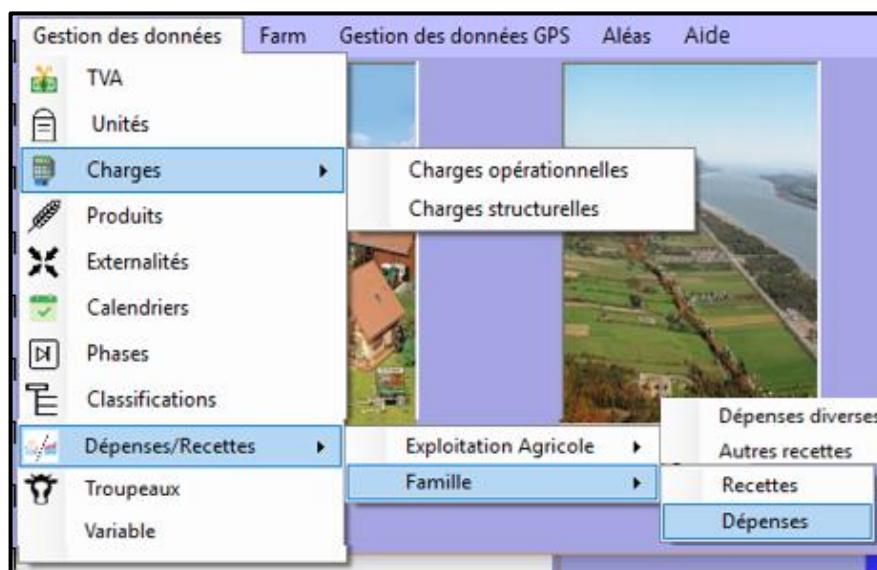 Gestion des données Farm Gestion des données GPS Aléas Aide
TVA
Unités
Charges
Charges opérationnelles
Charges structurelles
Produits
Externalités
Calendriers
Phases
Classifications
Dépenses/Recettes
Exploitation Agricole
Famille
Dépenses diverses
Autres recettes
Recettes
Dépenses
Troupeaux
Variable